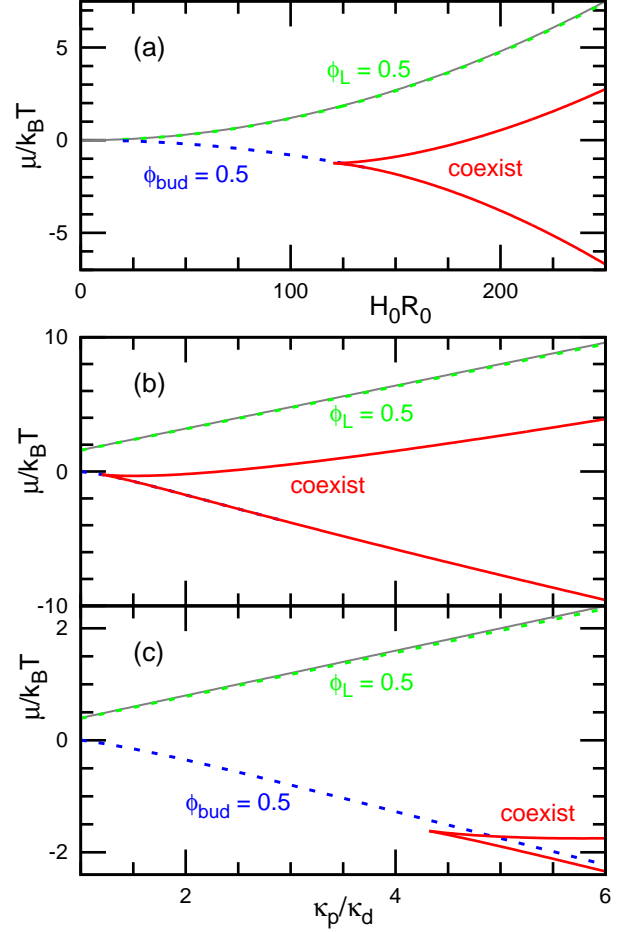 (a)
μ/k_BT
5
0
-5
ϕ_L = 0.5
ϕ_bud = 0.5
coexist
0
100
200
H_0R_0
(b)
μ/k_BT
10
0
-10
ϕ_L = 0.5
coexist
(c)
μ/k_BT
2
0
-2
ϕ_L = 0.5
ϕ_bud = 0.5
coexist
2
4
6
κ_p/κ_d